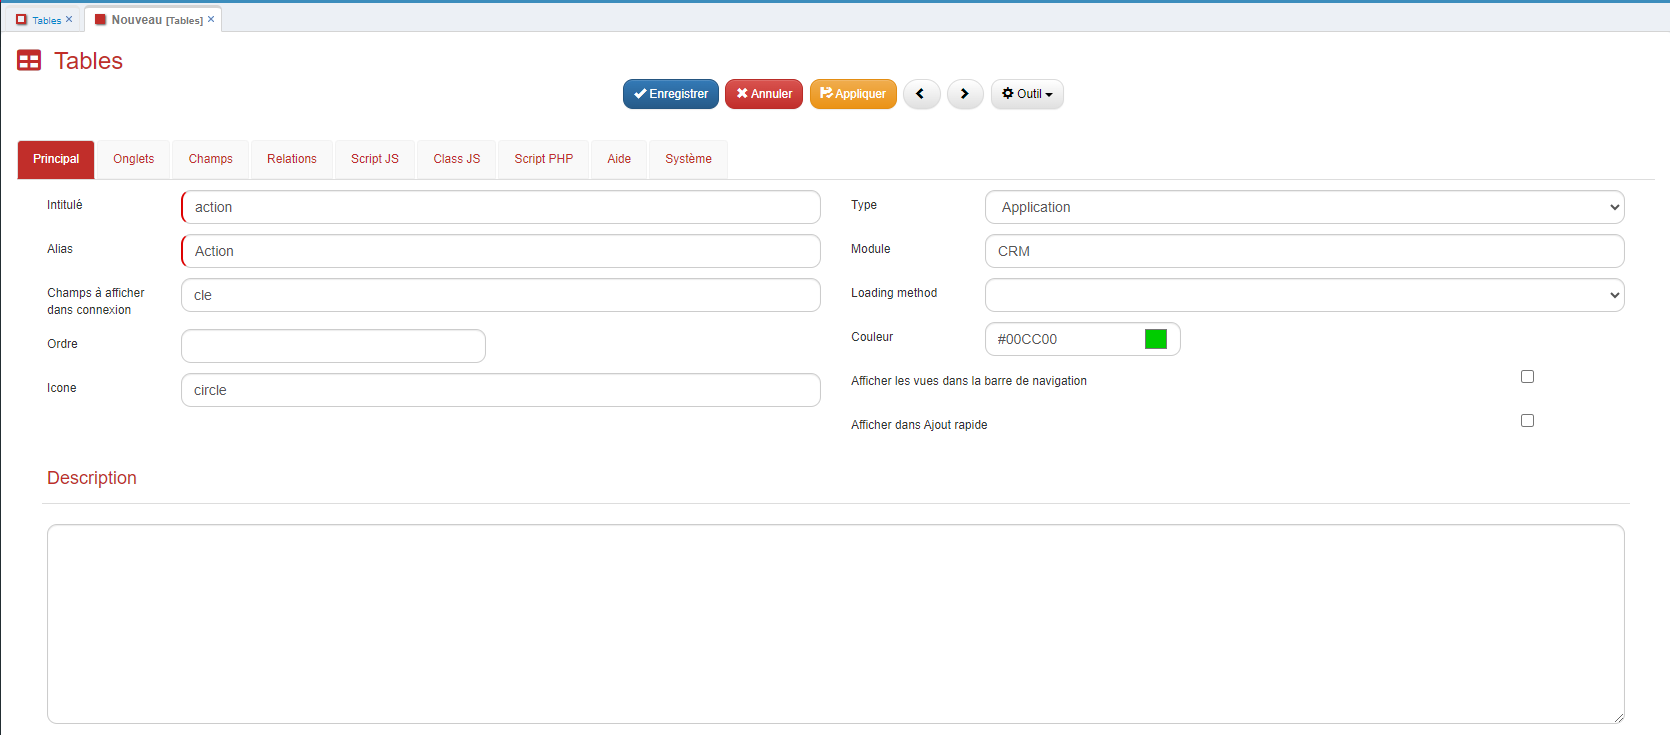 Tables ×
Nouveau [Tables] ×
Tables
Enregistrer Annuler Appliquer Outil
Principal Onglets Champs Relations Script JS Class JS Script PHP Aide Système
Intitulé action Type Application
Alias Action Module CRM
Champs à afficher dans connexion cle Loading method
Ordre Couleur #00CC00
Icone circle Afficher les vues dans la barre de navigation
Afficher dans Ajout rapide
Description